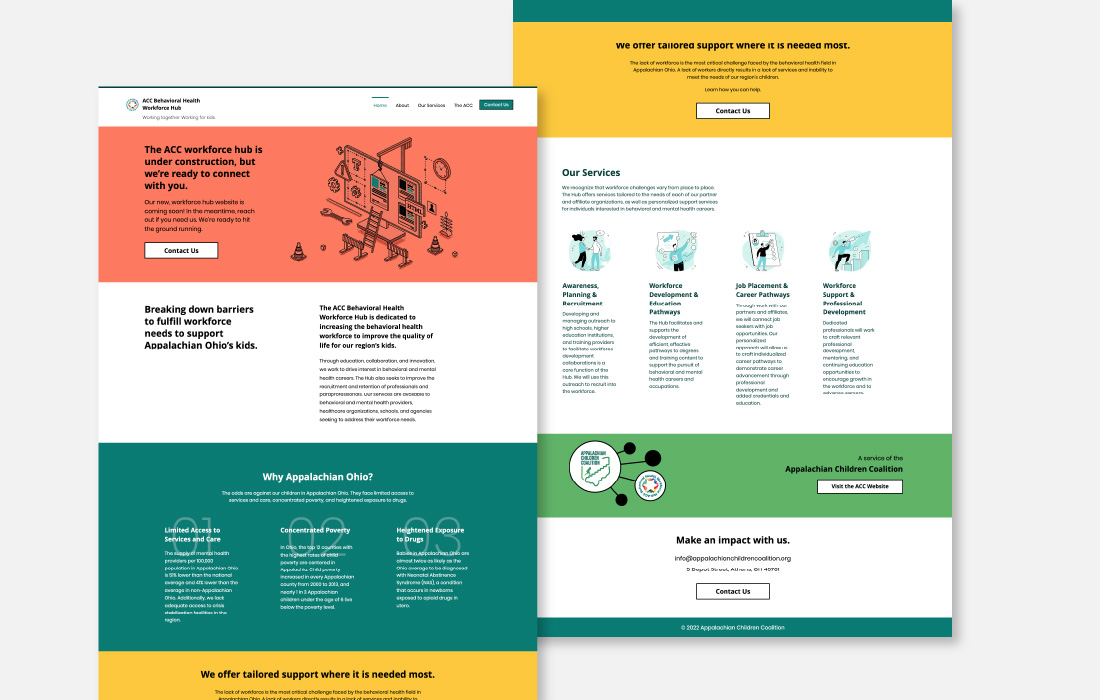 ACC Behavioral Health
Workforce Hub
Working together. Working for kids.
Home
About
Our Services
The ACC
Contact Us
The ACC workforce hub is
under construction, but
we're ready to connect
with you.
Our new, workforce hub website is
coming soon! In the meantime, reach
out if you need us. We're ready to hit
the ground running.
Contact Us
HTML
Breaking down barriers
to fulfill workforce
needs to support
Appalachian Ohio's kids.
The ACC Behavioral Health
Workforce Hub is dedicated to
increasing the behavioral health
workforce to improve the quality of
life for our region's kids.
Through education, collaboration, and innovation,
we work to drive interest in behavioral and mental
health careers. The Hub also seeks to improve the
recruitment and retention of professionals and
paraprofessionals. Our services are available to
behavioral and mental health providers,
healthcare organizations, schools, and agencies
seeking to address their workforce needs.
Why Appalachian Ohio?
The odds are against our children in Appalachian Ohio. They face limited access to
services and care, concentrated poverty, and heightened exposure to drugs.
01
Limited Access to
Services and Care
The supply of mental health
providers per 100,000
population in Appalachian Ohio
is 51% lower than the national
average and 41% lower than the
average in non-Appalachian
Ohio. Additionally, we lack
adequate access to crisis
stabilization facilities in the
region.
02
Concentrated Poverty
In Ohio, the top 12 counties with
the highest rates of child
poverty are centered in
Appalachia. Child poverty
increased in every Appalachian
county from 2000 to 2013, and
nearly 1 in 3 Appalachian
children under the age of 6 live
below the poverty level.
03
Heightened Exposure
to Drugs
Babies in Appalachian Ohio are
almost twice as likely as the
Ohio average to be diagnosed
with Neonatal Abstinence
Syndrome (NAS), a condition
that occurs in newborns
exposed to opioid drugs in
utero.
We offer tailored support where it is needed most.
The lack of workforce is the most critical challenge faced by the behavioral health field in
Appalachian Ohio. A lack of workers directly results in a lack of services and inability to
We offer tailored support where it is needed most.
The lack of workforce is the most critical challenge faced by the behavioral health field in
Appalachian Ohio. A lack of workers directly results in a lack of services and inability to
meet the needs of our region's children.
Learn how you can help.
Contact Us
Our Services
We recognize that workforce challenges vary from place to place.
The Hub offers services tailored to the needs of each of our partner
and affiliate organizations, as well as personalized support services
for individuals interested in behavioral and mental health careers.
Awareness,
Planning &
Recruitment
Developing and
managing outreach to
high schools, higher
education institutions,
and training providers
to facilitate workforce
development
collaborations is a
core function of the
Hub. We will use this
outreach to recruit into
the workforce.
Workforce
Development &
Education
Pathways
The Hub facilitates and
supports the
development of
efficient, effective
pathways to degrees
and training content to
support the pursuit of
behavioral and mental
health careers and
occupations.
Job Placement &
Career Pathways
Through work with our
partners and affiliates,
we will connect job
seekers with job
opportunities. Our
personalized
approach will allow us
to craft individualized
career pathways to
demonstrate career
advancement through
professional
development and
added credentials and
education.
Workforce
Support &
Professional
Development
Dedicated
professionals will work
to craft relevant
professional
development,
mentoring, and
continuing education
opportunities to
encourage growth in
the workforce and to
advance careers.
APPALACHIAN
CHILDREN
COALITION
A service of the
Appalachian Children Coalition
Visit the ACC Website
Make an impact with us.
info@appalachianchildrencoalition.org
5 Depot Street, Athens, OH 45701
Contact Us
© 2022 Appalachian Children Coalition